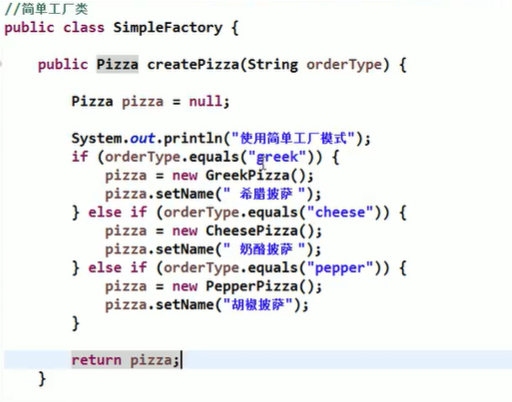 //简单工厂类
public class SimpleFactory {
public Pizza createPizza(String orderType) {
Pizza pizza = null;
System.out.println("使用简单工厂模式");
if (orderType.equals("greek")) {
pizza = new GreekPizza();
pizza.setName(" 希腊披萨 ");
} else if (orderType.equals("cheese")) {
pizza = new CheesePizza();
pizza.setName(" 奶酪披萨 ");
} else if (orderType.equals("pepper")) {
pizza = new PepperPizza();
pizza.setName("胡椒披萨");
}
return pizza;
}